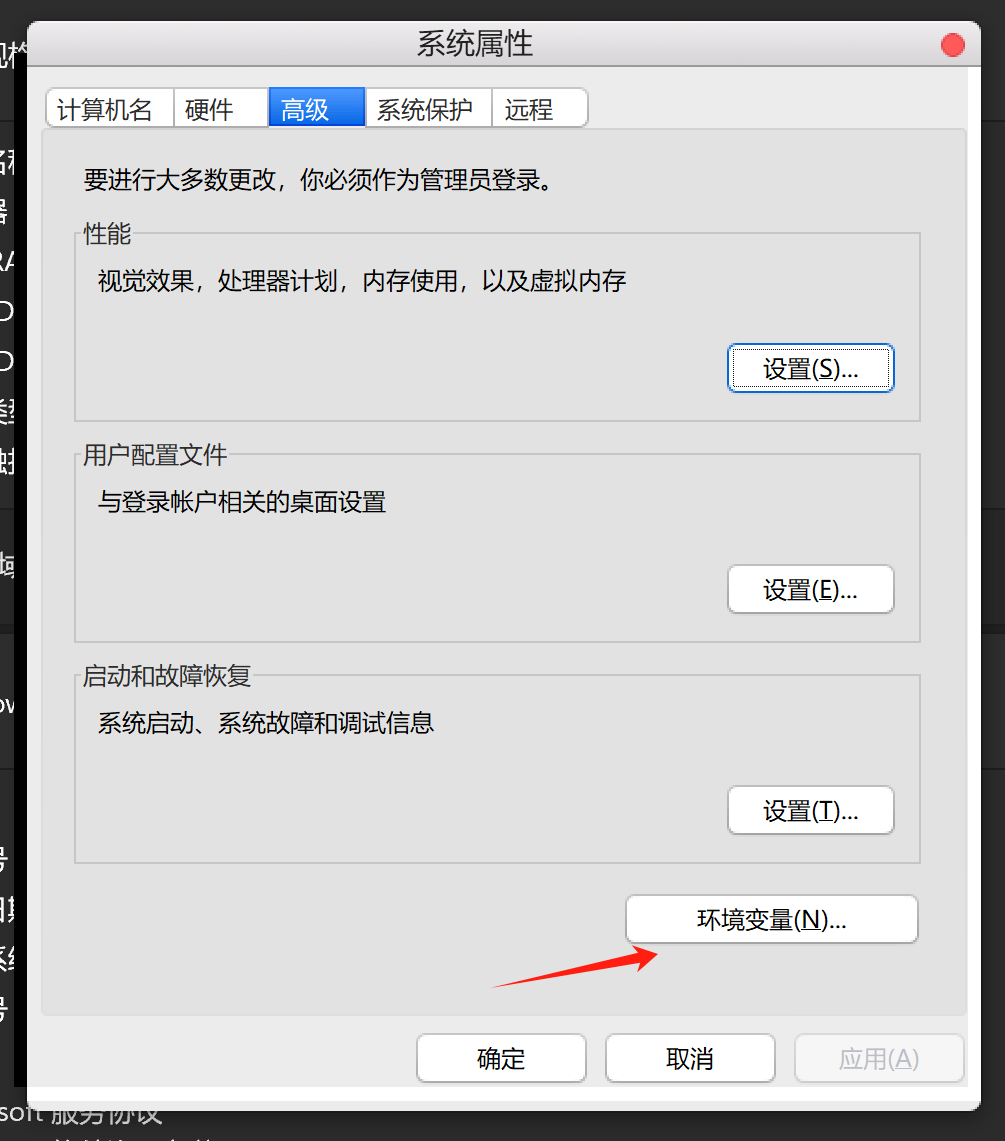 系统属性
计算机名 硬件 高级 系统保护 远程
要进行大多数更改，你必须作为管理员登录。
性能
视觉效果，处理器计划，内存使用，以及虚拟内存
设置(S)...
用户配置文件
与登录帐户相关的桌面设置
设置(E)...
启动和故障恢复
系统启动、系统故障和调试信息
设置(T)...
环境变量(N)...
确定 取消 应用(A)
soft 服务协议